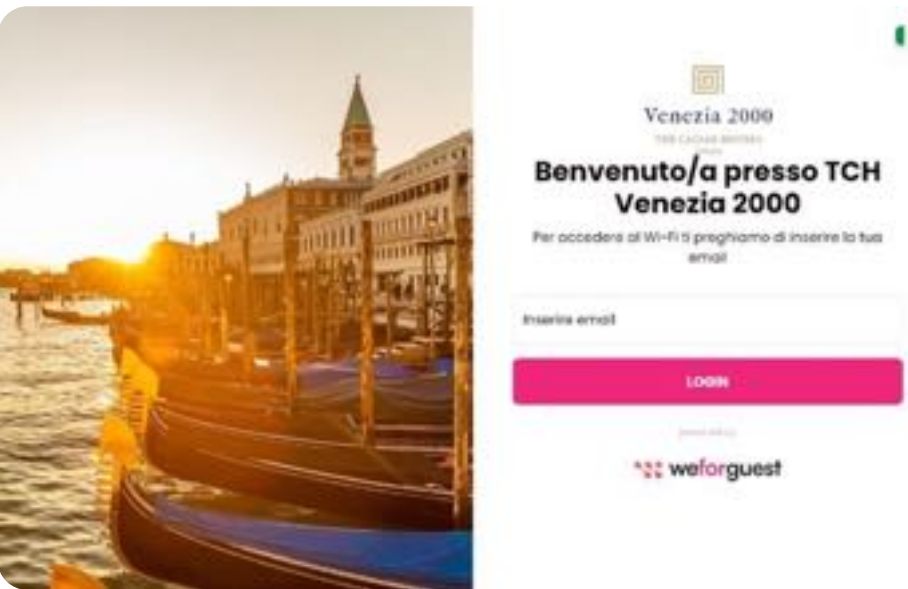 Venezia 2000
Benvenuto/a presso TCH
Venezia 2000
Per accedere al Wi-Fi ti preghiamo di inserire la tua
email
Inserire email
LOGIN
weforguest